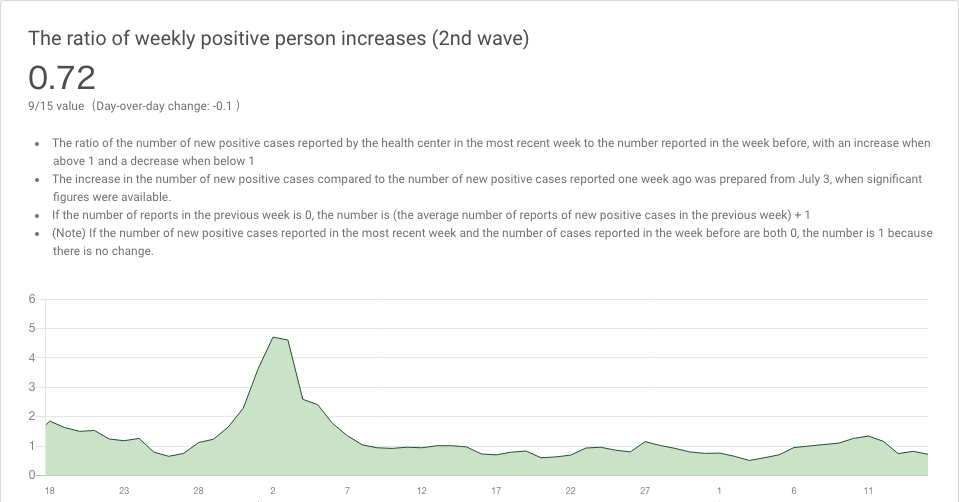 The ratio of weekly positive person increases (2nd wave)
0.72
9/15 value (Day-over-day change: -0.1 )
• The ratio of the number of new positive cases reported by the health center in the most recent week to the number reported in the week before, with an increase when
above 1 and a decrease when below 1
• The increase in the number of new positive cases compared to the number of new positive cases reported one week ago was prepared from July 3, when significant
figures were available.
• If the number of reports in the previous week is 0, the number is (the average number of reports of new positive cases in the previous week) + 1
• (Note) If the number of new positive cases reported in the most recent week and the number of cases reported in the week before are both 0, the number is 1 because
there is no change.
6
5
4
3
2
1
0
18 23 28 2 7 12 17 22 27 1 6 11